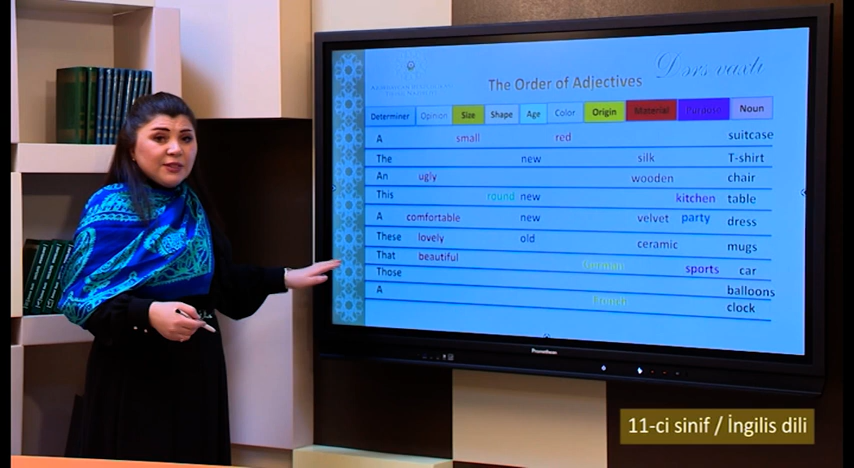 Dərs vaxtı
The Order of Adjectives
Determiner Opinion Size Shape Age Color Origin Material Purpose Noun
A small red suitcase
The new silk T-shirt
An ugly wooden chair
This round new kitchen table
A comfortable new velvet party dress
These lovely old ceramic mugs
That beautiful German sports car
Those balloons
A French clock
Promethean
11-ci sinif / İngilis dili